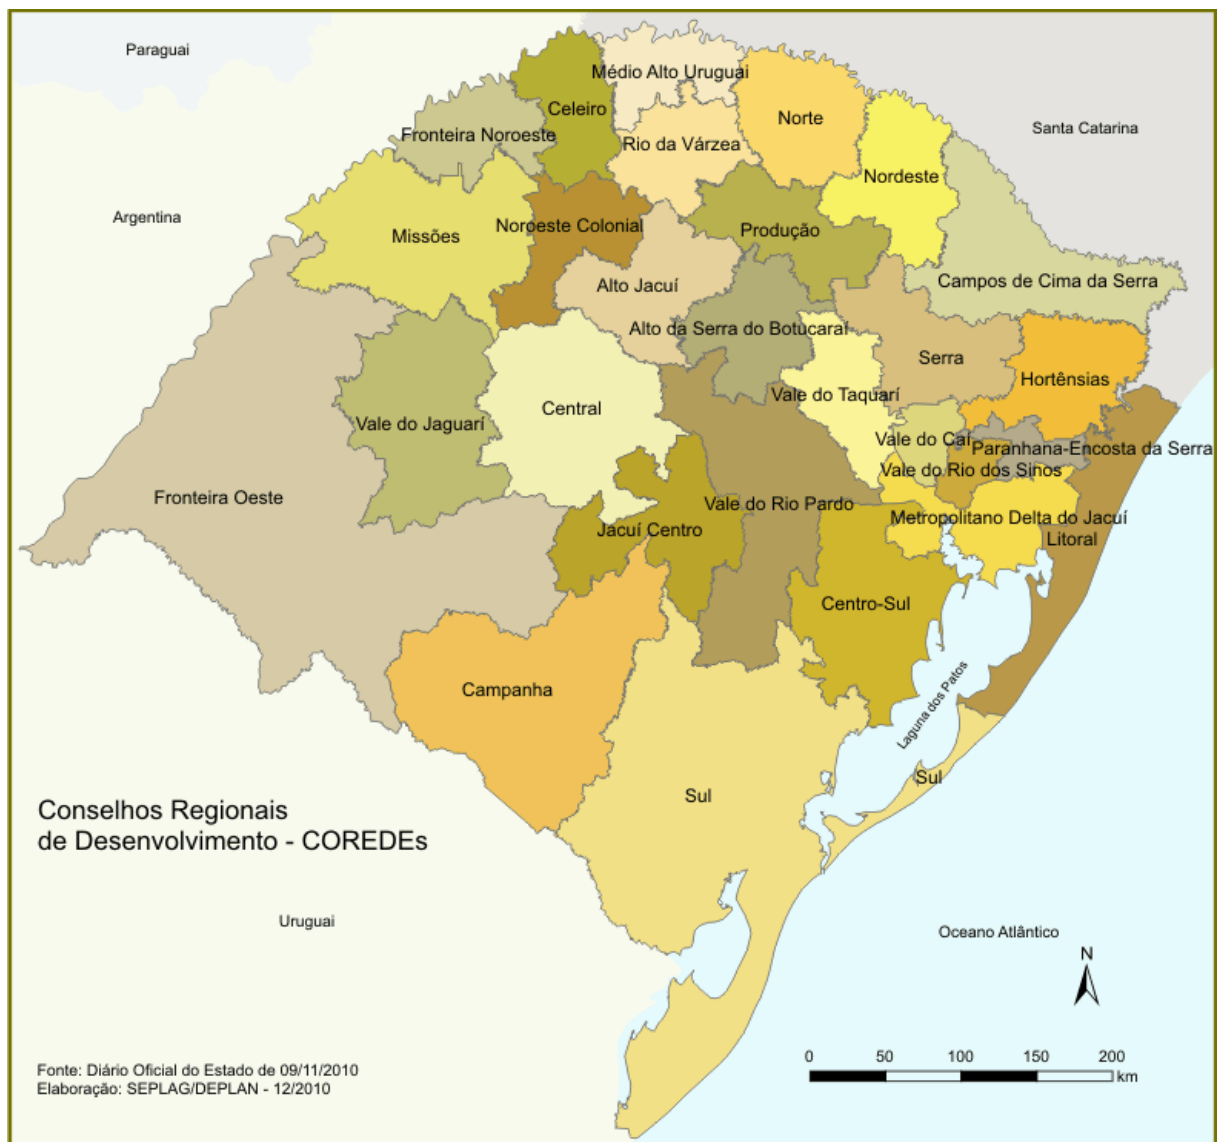 Paraguai
Médio Alto Uruguai
Celeiro
Norte
Santa Catarina
Fronteira Noroeste
Rio da Várzea
Nordeste
Argentina
Noroeste Colonial
Missões
Produção
Campos de Cima da Serra
Alto Jacuí
Alto da Serra do Botucaraí
Serra
Hortênsias
Vale do Taquarí
Central
Vale do Jaguarí
Vale do Caí
Paranhana-Encosta da Serra
Vale do Rio dos Sinos
Fronteira Oeste
Vale do Rio Pardo
Metropolitano Delta do Jacuí
Jacuí Centro
Litoral
Centro-Sul
Campanha
Laguna dos Patos
Sul
Sul
Conselhos Regionais
de Desenvolvimento - COREDEs
Uruguai
Oceano Atlântico
N
0 50 100 150 200
km
Fonte: Diário Oficial do Estado de 09/11/2010
Elaboração: SEPLAG/DEPLAN - 12/2010